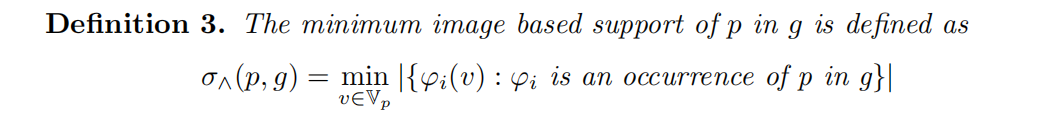 Definition 3. The minimum image based support of p in g is defined as
σ∧(p, g) = min |{φᵢ(v) : φᵢ is an occurrence of p in g}|
v∈𝕍ₚ